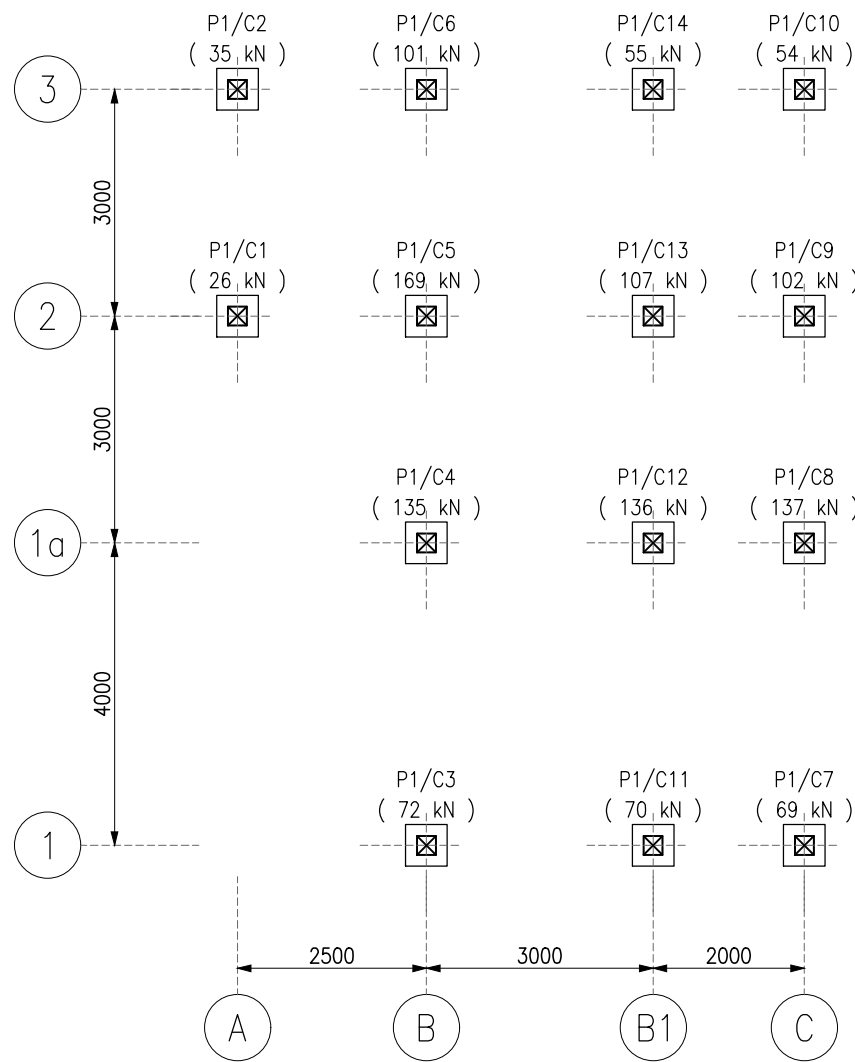 P1/C2 P1/C6 P1/C14 P1/C10
( 35 kN ) ( 101 kN ) ( 55 kN ) ( 54 kN )
3
3000
P1/C1 P1/C5 P1/C13 P1/C9
( 26 kN ) ( 169 kN ) ( 107 kN ) ( 102 kN )
2
3000
P1/C4 P1/C12 P1/C8
( 135 kN ) ( 136 kN ) ( 137 kN )
1a
4000
P1/C3 P1/C11 P1/C7
( 72 kN ) ( 70 kN ) ( 69 kN )
1
2500 3000 2000
A B B1 C